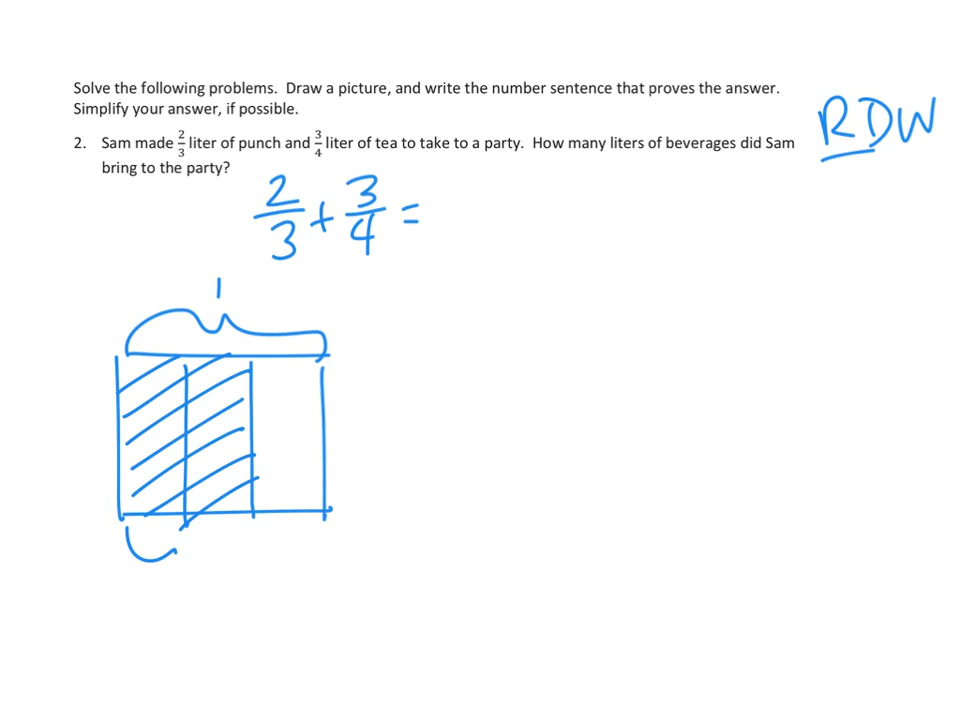 Solve the following problems. Draw a picture, and write the number sentence that proves the answer.
Simplify your answer, if possible.
RDW
2. Sam made 2/3 liter of punch and 3/4 liter of tea to take to a party. How many liters of beverages did Sam
bring to the party?
2/3 + 3/4 =
1